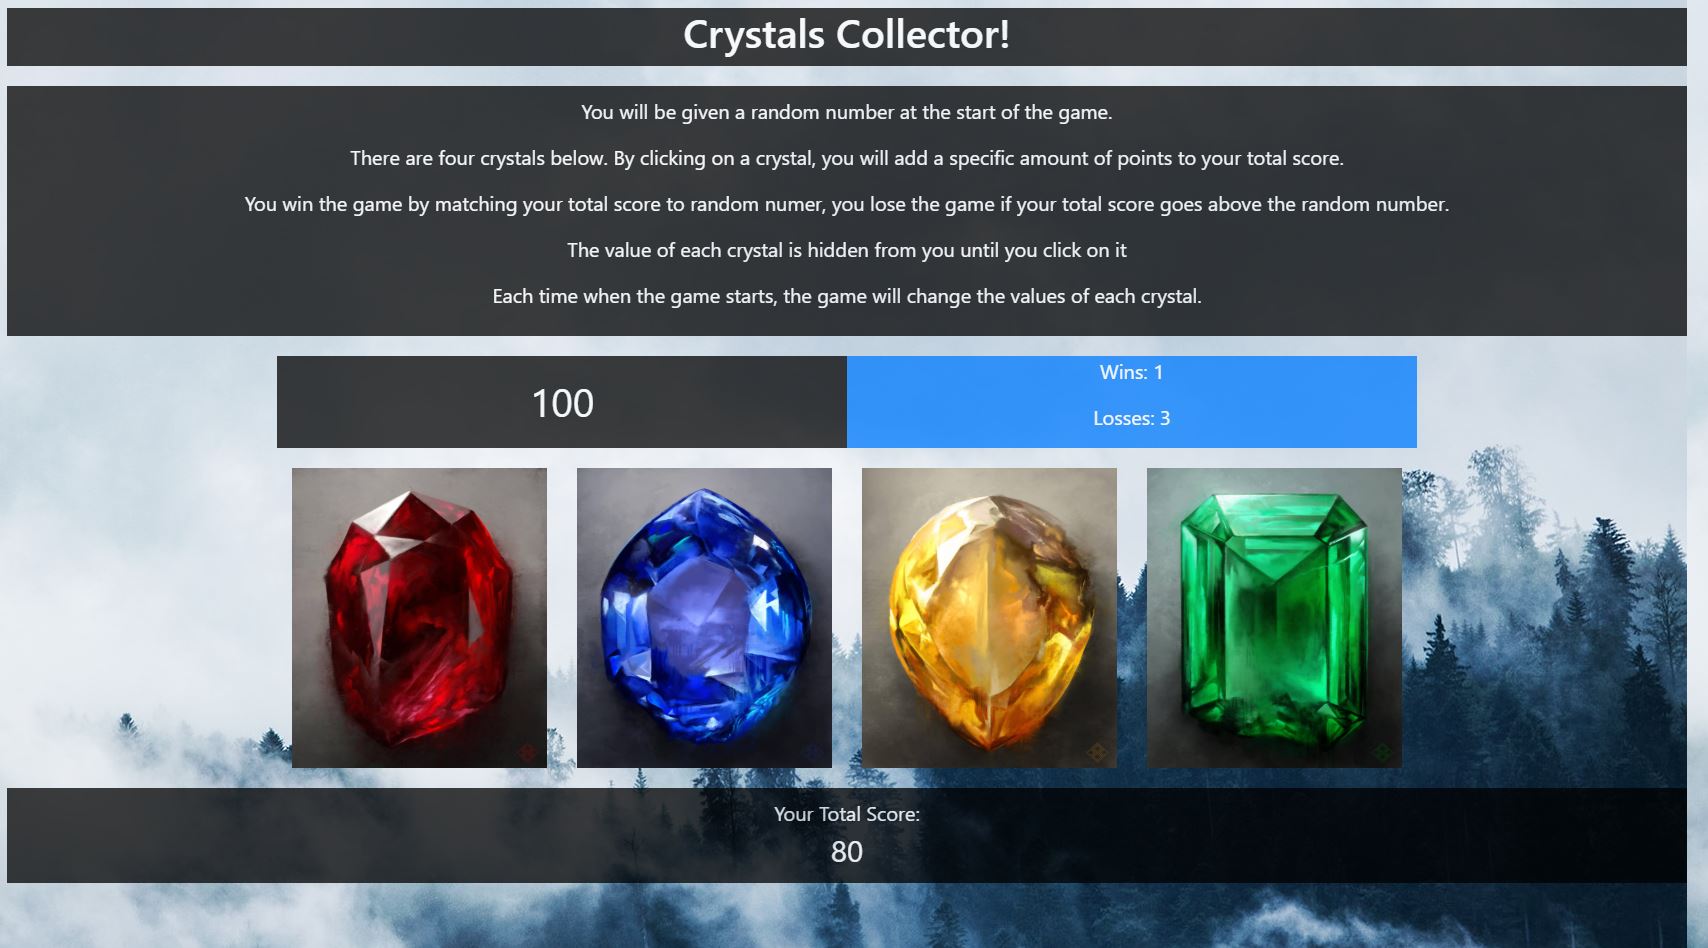 Crystals Collector!
You will be given a random number at the start of the game.
There are four crystals below. By clicking on a crystal, you will add a specific amount of points to your total score.
You win the game by matching your total score to random numer, you lose the game if your total score goes above the random number.
The value of each crystal is hidden from you until you click on it
Each time when the game starts, the game will change the values of each crystal.
100
Wins: 1
Losses: 3
Your Total Score:
80